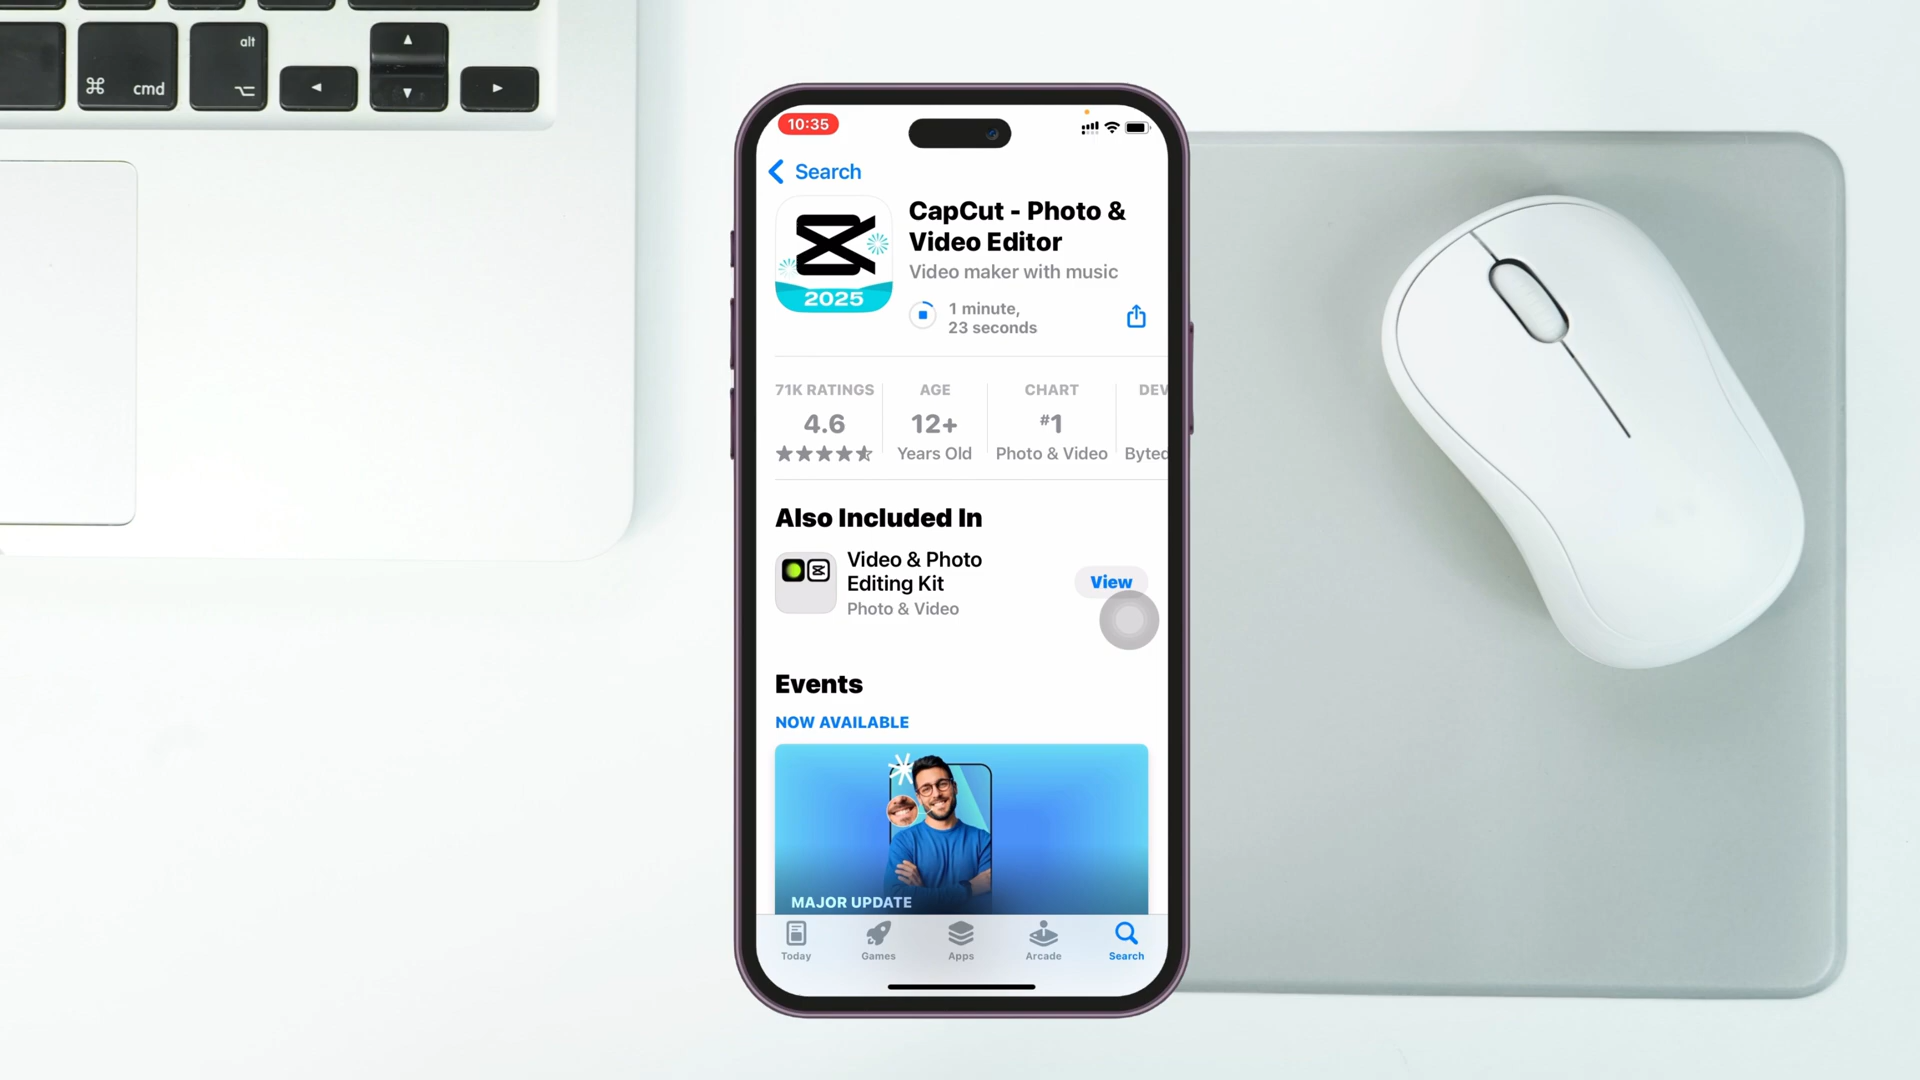 alt
⌘ cmd
10:35
Search
CapCut - Photo &
Video Editor
Video maker with music
2025
1 minute,
23 seconds
71K RATINGS
4.6
AGE
12+
Years Old
CHART
#1
Photo & Video
DEV
Byted
Also Included In
Video & Photo
Editing Kit
Photo & Video
View
Events
NOW AVAILABLE
MAJOR UPDATE
Today
Games
Apps
Arcade
Search